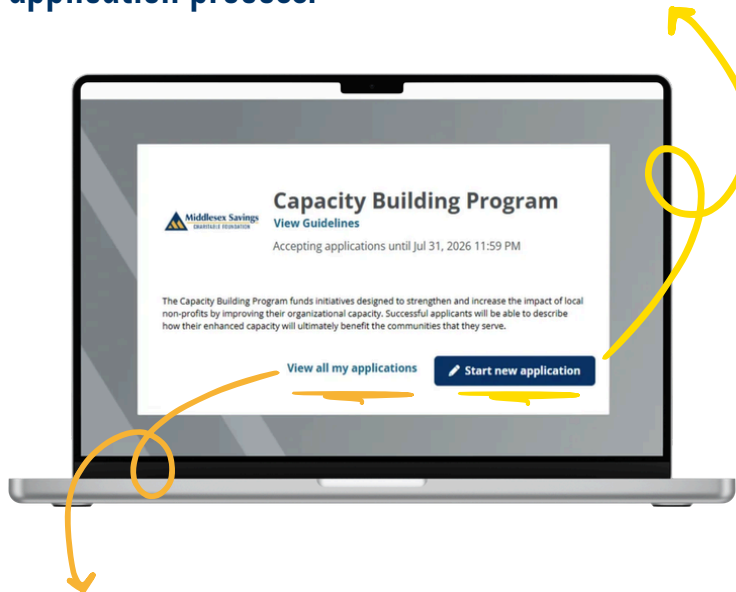 application process.
Capacity Building Program
Middlesex Savings
CHARITABLE FOUNDATION
View Guidelines
Accepting applications until Jul 31, 2026 11:59 PM
The Capacity Building Program funds initiatives designed to strengthen and increase the impact of local
non-profits by improving their organizational capacity. Successful applicants will be able to describe
how their enhanced capacity will ultimately benefit the communities that they serve.
View all my applications
Start new application